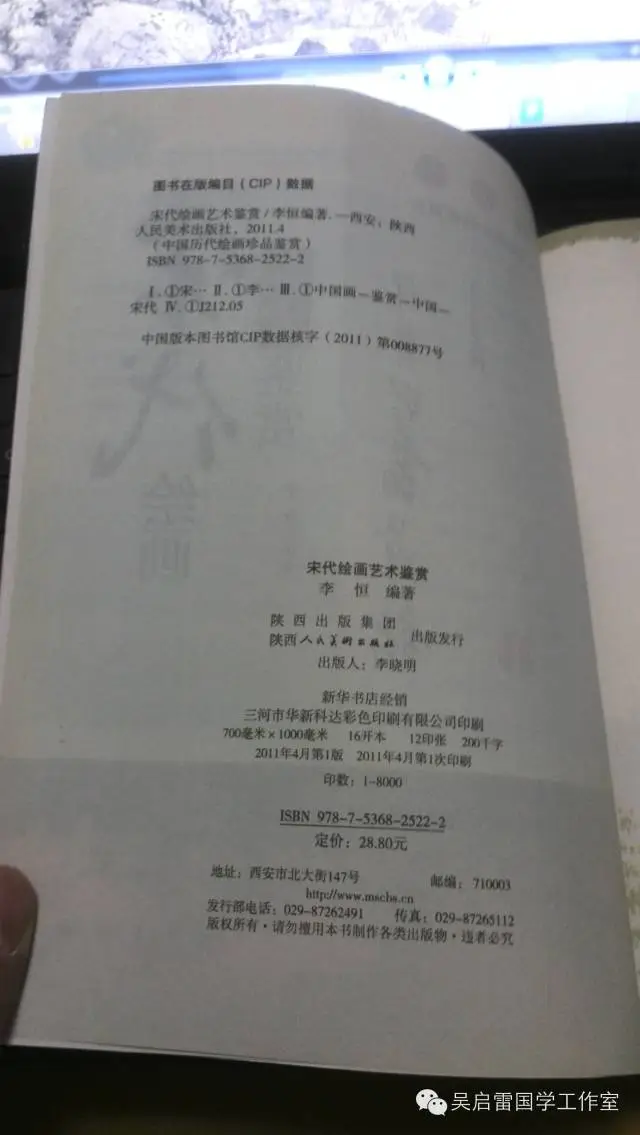 图书在版编目（CIP）数据
宋代绘画艺术鉴赏 / 李恒编著. —西安：陕西
人民美术出版社，2011.4
（中国历代绘画珍品鉴赏）
ISBN 978-7-5368-2522-2
Ⅰ.①宋… Ⅱ.①李… Ⅲ.①中国画－鉴赏－中国－
宋代 Ⅳ.①J212.05
中国版本图书馆CIP数据核字（2011）第008877号
代
绘画
宋代绘画艺术鉴赏
李 恒 编著
陕西出版集团
陕西人民美术出版社 出版发行
出版人：李晓明
新华书店经销
三河市华新科达彩色印刷有限公司印刷
700毫米×1000毫米 16开本 12印张 200千字
2011年4月第1版 2011年4月第1次印刷
印数：1-8000
ISBN 978-7-5368-2522-2
定价：28.80元
地址：西安市北大街147号 邮编：710003
http://www.mscbs.cn
发行部电话：029-87262491 传真：029-87265112
版权所有·请勿擅用本书制作各类出版物·违者必究
吴启雷国学工作室